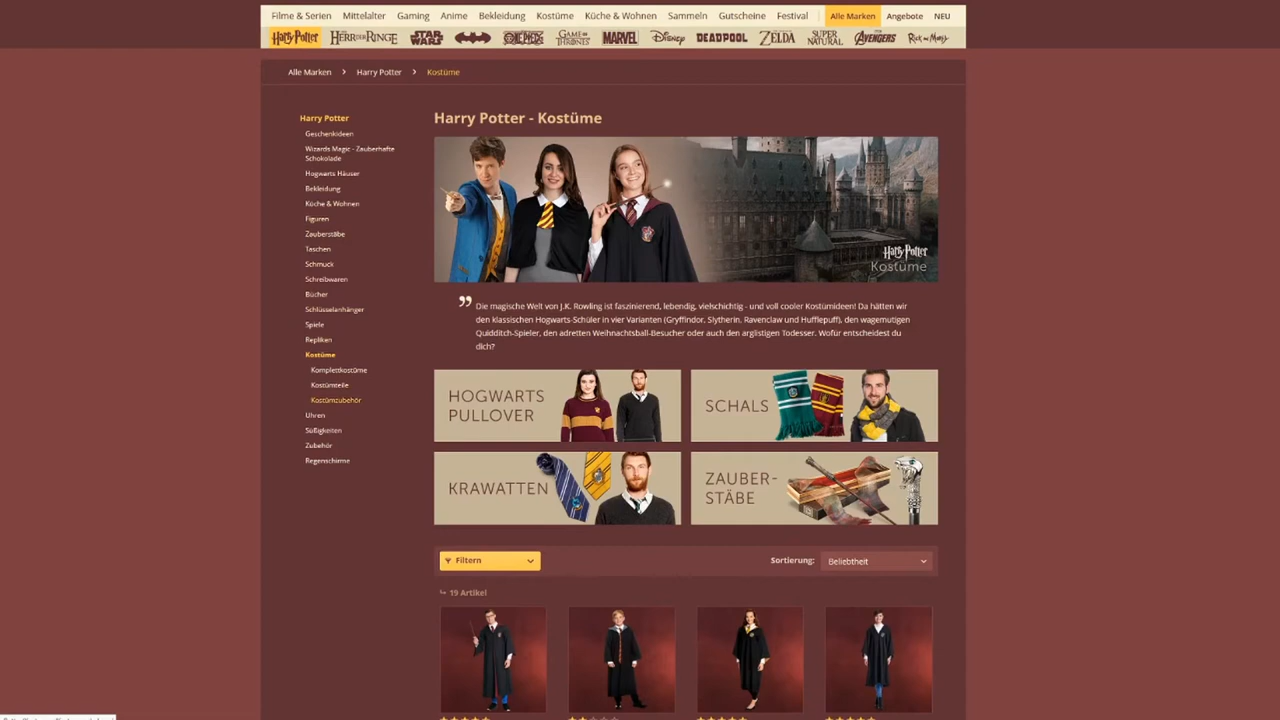 Filme & Serien Mittelalter Gaming Anime Bekleidung Kostüme Küche & Wohnen Sammeln Gutscheine Festival Alle Marken Angebote NEU
Harry Potter HERR DER RINGE STAR WARS ONE PIECE GAME OF THRONES MARVEL Disney DEADPOOL ZELDA SUPER NATURAL AVENGERS Rick and Morty
Alle Marken > Harry Potter > Kostüme
Harry Potter
Geschenkideen
Wizards Magic - Zauberhafte
Schokolade
Hogwarts Häuser
Bekleidung
Küche & Wohnen
Figuren
Zauberstäbe
Taschen
Schmuck
Schreibwaren
Bücher
Schlüsselanhänger
Spiele
Repliken
Kostüme
Komplettkostüme
Kostümteile
Kostümzubehör
Uhren
Süßigkeiten
Zubehör
Regenschirme
Harry Potter - Kostüme
Harry Potter
Kostüme
” Die magische Welt von J.K. Rowling ist faszinierend, lebendig, vielschichtig - und voll cooler Kostümideen! Da hätten wir
den klassischen Hogwarts-Schüler in vier Varianten (Gryffindor, Slytherin, Ravenclaw und Hufflepuff), den wagemutigen
Quidditch-Spieler, den adretten Weihnachtsball-Besucher oder auch den arglistigen Todesser. Wofür entscheidest du
dich?
HOGWARTS
PULLOVER
SCHALS
KRAWATTEN
ZAUBER-
STÄBE
Filtern
Sortierung: Beliebtheit
19 Artikel